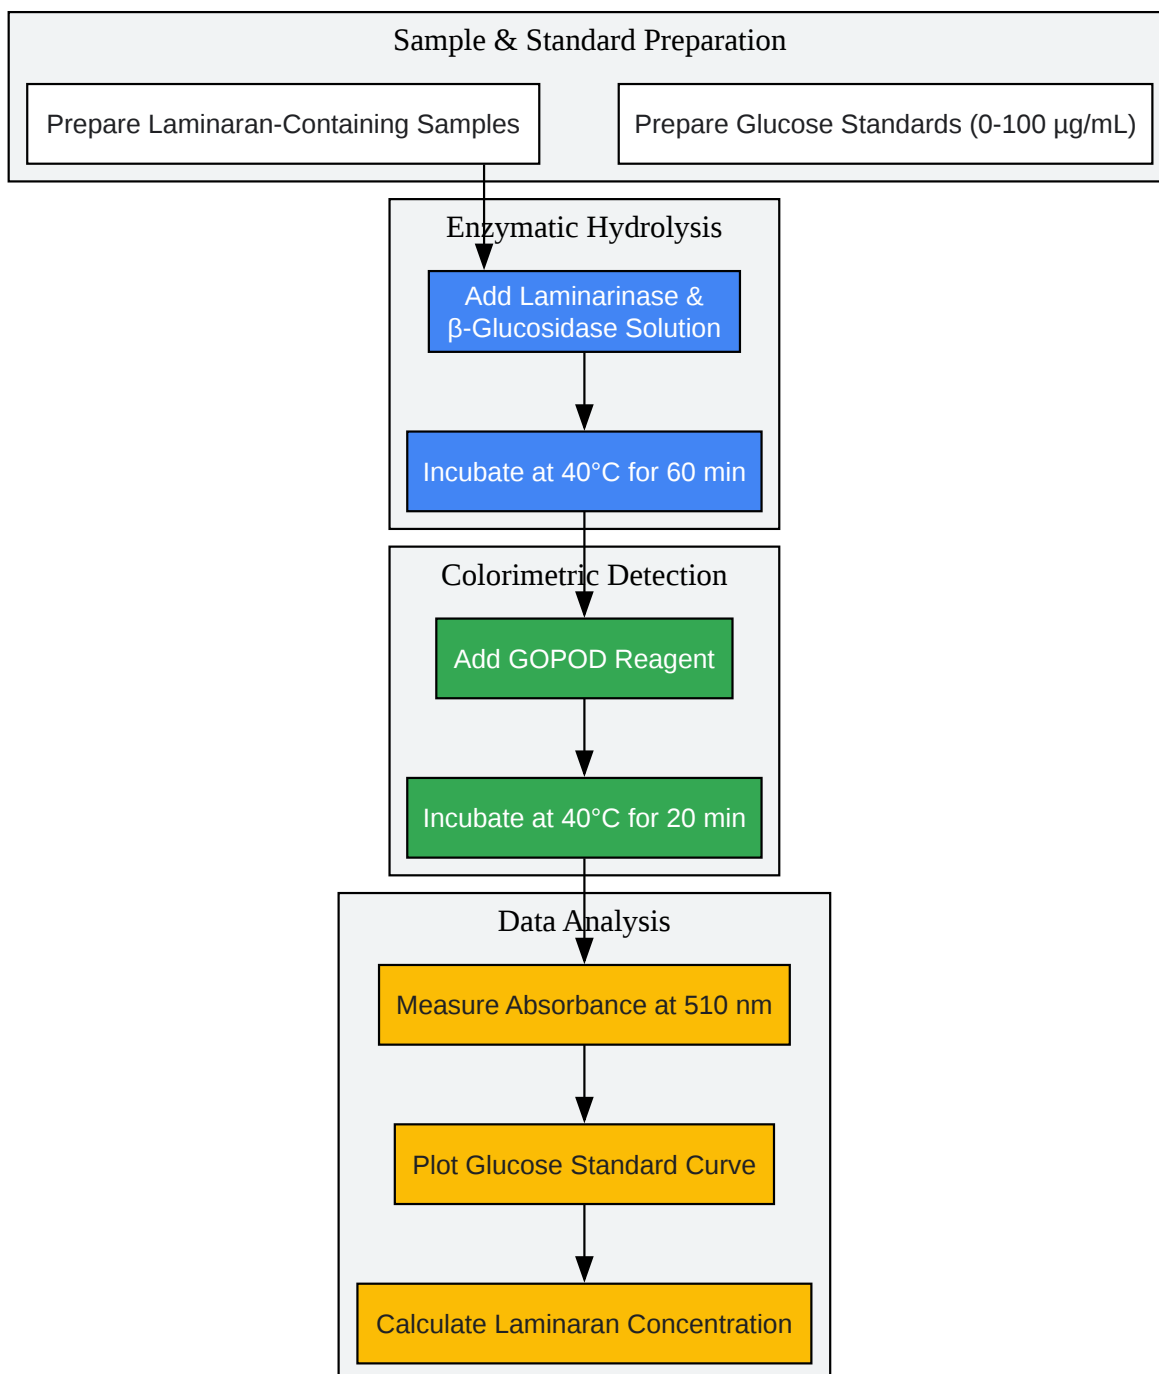 Sample & Standard Preparation
Prepare Laminaran-Containing Samples
Prepare Glucose Standards (0-100 µg/mL)
Enzymatic Hydrolysis
Add Laminarinase &
β-Glucosidase Solution
Incubate at 40°C for 60 min
Colorimetric Detection
Add GOPOD Reagent
Incubate at 40°C for 20 min
Data Analysis
Measure Absorbance at 510 nm
Plot Glucose Standard Curve
Calculate Laminaran Concentration